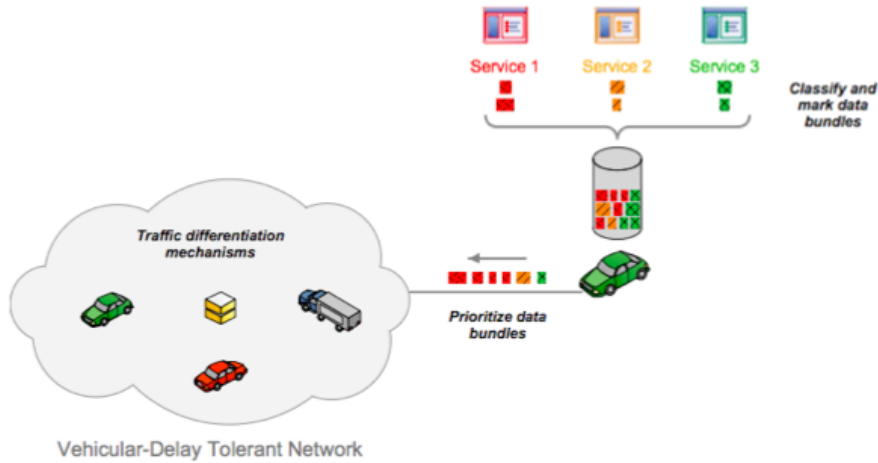 Service 1
Service 2
Service 3
Classify and
mark data
bundles
Traffic differentiation
mechanisms
Prioritize data
bundles
Vehicular-Delay Tolerant Network